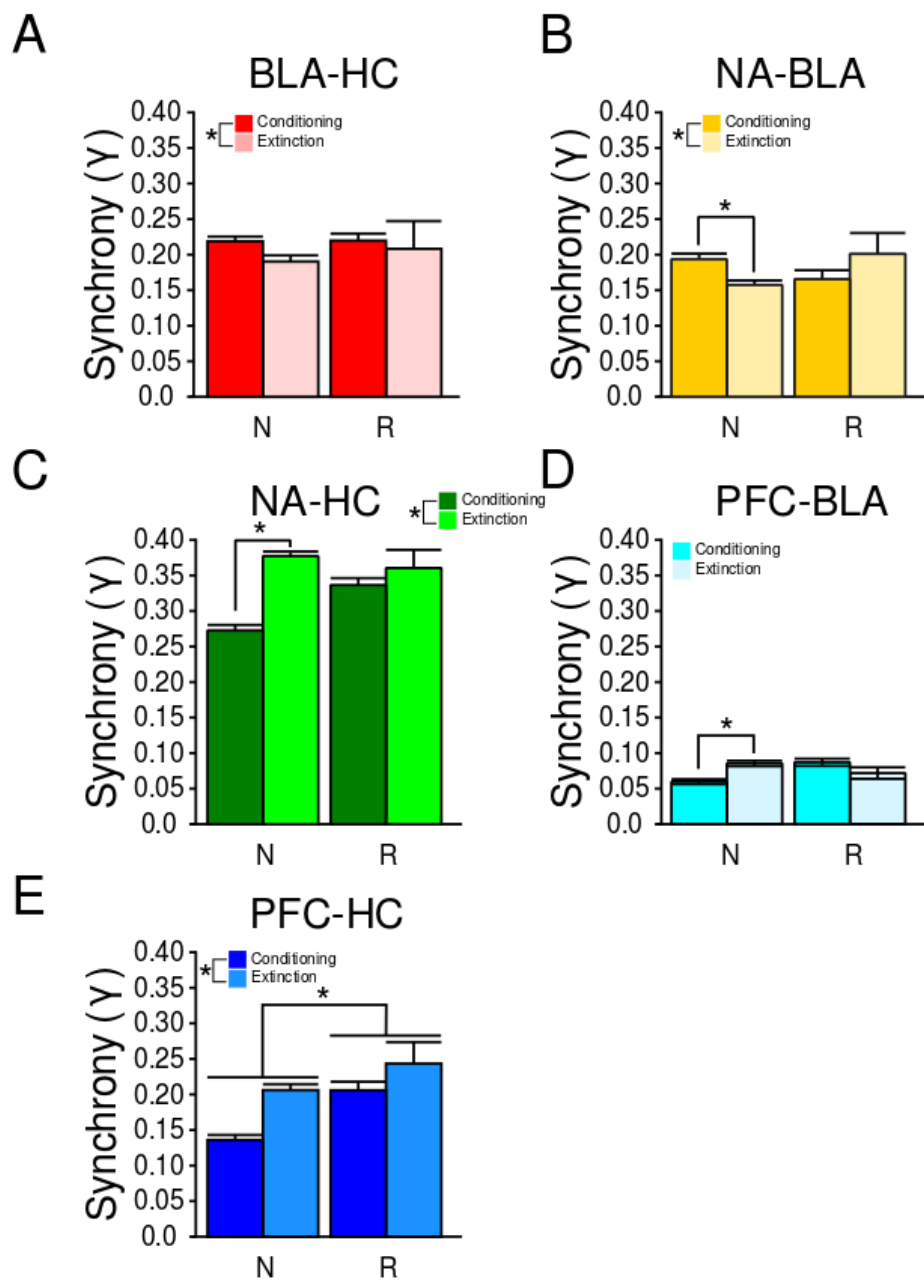 A
BLA-HC
* Conditioning
Extinction
Synchrony (γ)
0.40
0.35
0.30
0.25
0.20
0.15
0.10
0.05
0.0
N R
B
NA-BLA
* Conditioning
Extinction
*
Synchrony (γ)
0.40
0.35
0.30
0.25
0.20
0.15
0.10
0.05
0.0
N R
C
NA-HC
* Conditioning
Extinction
*
Synchrony (γ)
0.40
0.35
0.30
0.25
0.20
0.15
0.10
0.05
0.0
N R
D
PFC-BLA
Conditioning
Extinction
*
Synchrony (γ)
0.40
0.35
0.30
0.25
0.20
0.15
0.10
0.05
0.0
N R
E
PFC-HC
* Conditioning
Extinction
*
Synchrony (γ)
0.40
0.35
0.30
0.25
0.20
0.15
0.10
0.05
0.0
N R